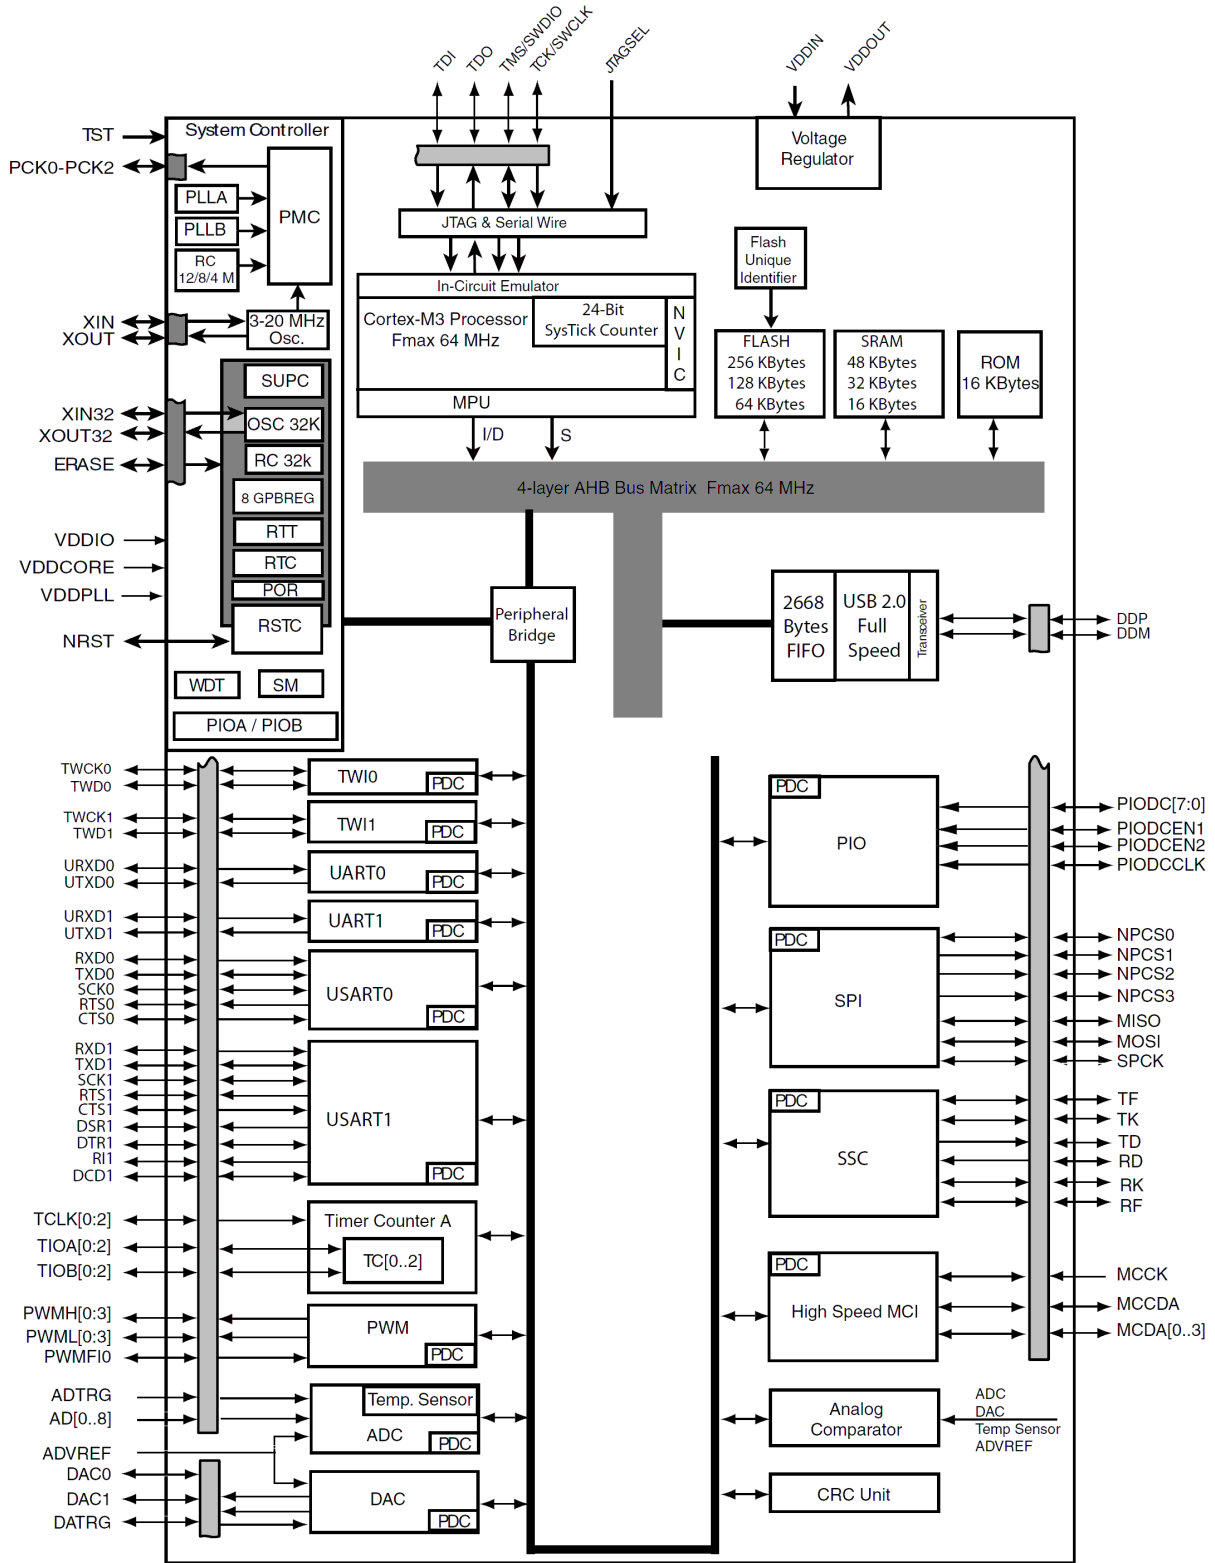 TDI
TDO
TMS/SWDIO
TCK/SWCLK
JTAGSEL
VDDIN
VDDOUT
System Controller
TST
PCK0-PCK2
PLLA
PMC
PLLB
RC
12/8/4 M
XIN
XOUT
3-20 MHz
Osc.
SUPC
XIN32
OSC 32K
XOUT32
ERASE
RC 32k
8 GPBREG
RTT
VDDIO
RTC
VDDCORE
POR
VDDPLL
RSTC
NRST
WDT
SM
PIOA / PIOB
Voltage
Regulator
JTAG & Serial Wire
In-Circuit Emulator
Cortex-M3 Processor
Fmax 64 MHz
24-Bit
SysTick Counter
N
V
I
C
MPU
I/D
S
Flash
Unique
Identifier
FLASH
256 KBytes
128 KBytes
64 KBytes
SRAM
48 KBytes
32 KBytes
16 KBytes
ROM
16 KBytes
4-layer AHB Bus Matrix Fmax 64 MHz
Peripheral
Bridge
2668
Bytes
FIFO
USB 2.0
Full
Speed
Transceiver
DDP
DDM
TWCK0
TWD0
TWI0
PDC
TWCK1
TWD1
TWI1
PDC
URXD0
UTXD0
UART0
PDC
URXD1
UTXD1
UART1
PDC
RXD0
TXD0
SCK0
RTS0
CTS0
USART0
PDC
RXD1
TXD1
SCK1
RTS1
CTS1
DSR1
DTR1
RI1
DCD1
USART1
PDC
TCLK[0:2]
TIOA[0:2]
TIOB[0:2]
Timer Counter A
TC[0..2]
PWMH[0:3]
PWML[0:3]
PWMFI0
PWM
PDC
ADTRG
AD[0..8]
ADVREF
Temp. Sensor
ADC
PDC
DAC0
DAC1
DATRG
DAC
PDC
PDC
PIO
PIODC[7:0]
PIODCEN1
PIODCEN2
PIODCCLK
PDC
SPI
NPCS0
NPCS1
NPCS2
NPCS3
MISO
MOSI
SPCK
PDC
SSC
TF
TK
TD
RD
RK
RF
PDC
High Speed MCI
MCCK
MCCDA
MCDA[0..3]
Analog
Comparator
ADC
DAC
Temp Sensor
ADVREF
CRC Unit